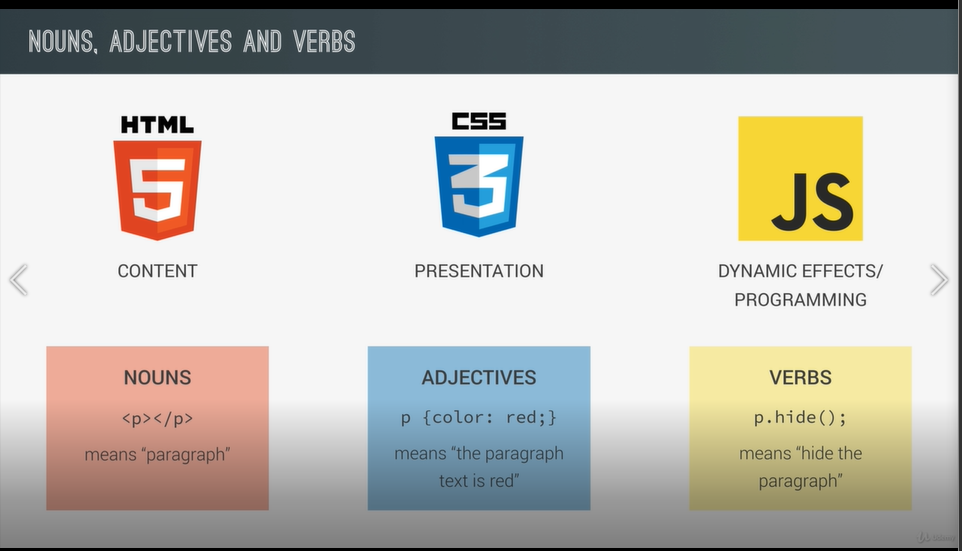 NOUNS, ADJECTIVES AND VERBS
HTML
5
CONTENT
NOUNS
<p></p>
means “paragraph”
CSS
3
PRESENTATION
ADJECTIVES
p {color: red;}
means “the paragraph
text is red”
JS
DYNAMIC EFFECTS/
PROGRAMMING
VERBS
p.hide();
means “hide the
paragraph”